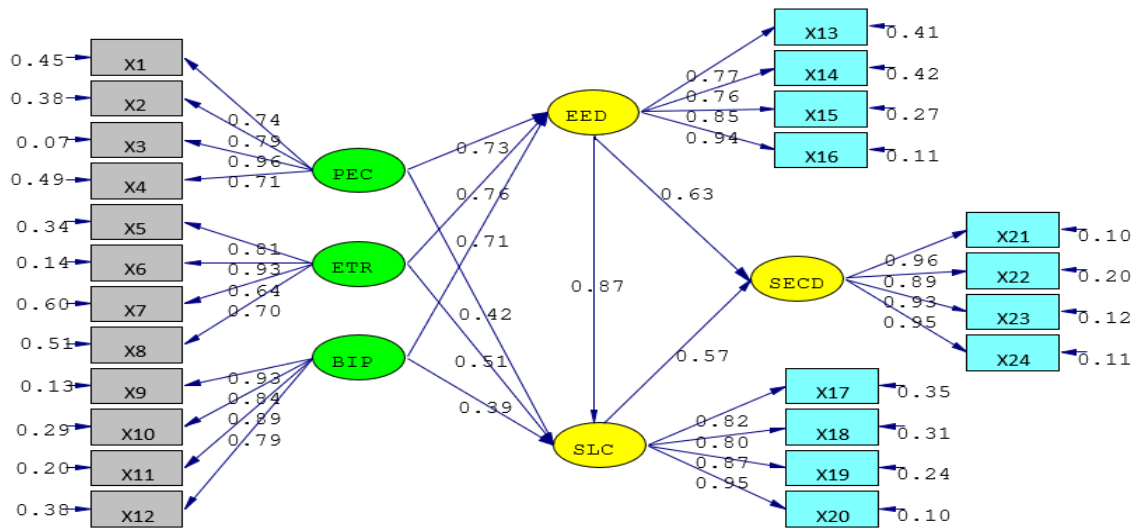 0.45 X1
0.38 X2
0.07 X3
0.49 X4
0.34 X5
0.14 X6
0.60 X7
0.51 X8
0.13 X9
0.29 X10
0.20 X11
0.38 X12
0.74
0.79
0.96
0.71
0.81
0.93
0.64
0.70
0.93
0.84
0.89
0.79
PEC
ETR
BIP
0.73
0.76
0.71
0.42
0.51
0.39
EED
0.87
SLC
0.63
0.57
SECD
0.77
0.76
0.85
0.94
X13 0.41
X14 0.42
X15 0.27
X16 0.11
0.96
0.89
0.93
0.95
X21 0.10
X22 0.20
X23 0.12
X24 0.11
0.82
0.80
0.87
0.95
X17 0.35
X18 0.31
X19 0.24
X20 0.10